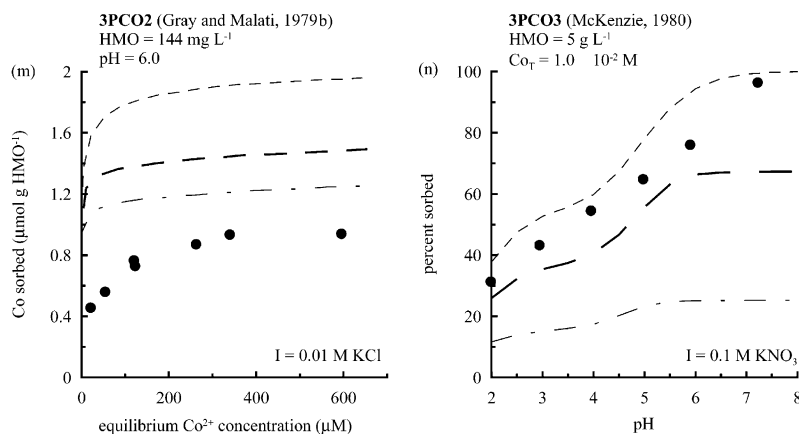 3PCO2 (Gray and Malati, 1979b)
HMO = 144 mg L⁻¹
pH = 6.0
(m)
2
1.6
1.2
0.8
0.4
0
Co sorbed (μmol g HMO⁻¹)
I = 0.01 M KCl
0 200 400 600
equilibrium Co²⁺ concentration (μM)
3PCO3 (McKenzie, 1980)
HMO = 5 g L⁻¹
Co_T = 1.0 10⁻² M
(n)
100
80
60
40
20
0
percent sorbed
I = 0.1 M KNO₃
2 3 4 5 6 7 8
pH